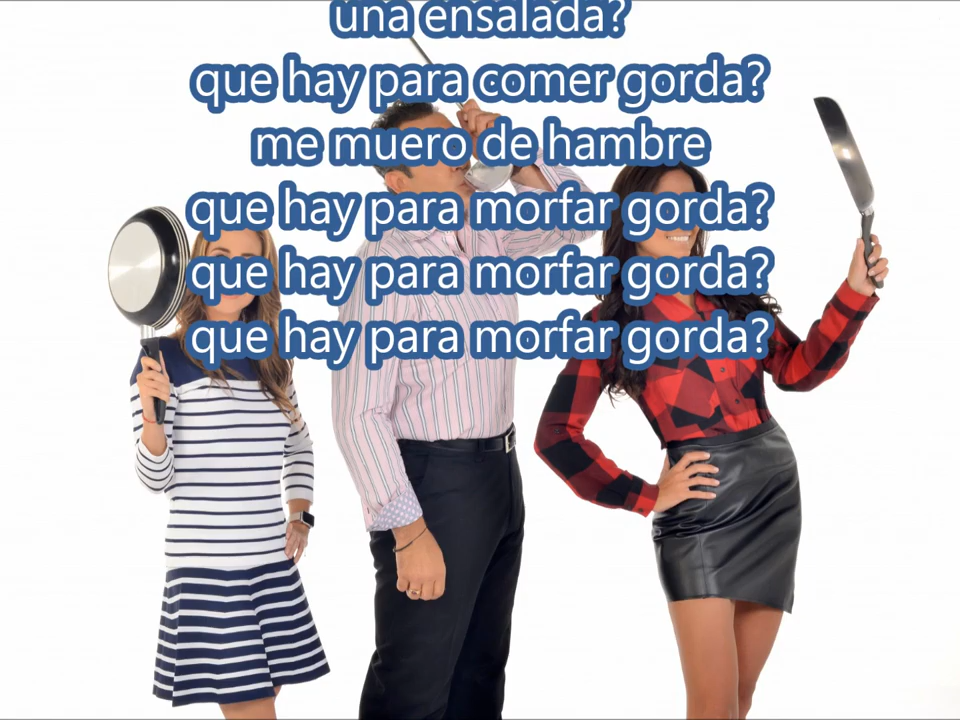 una ensalada?
que hay para comer gorda?
me muero de hambre
que hay para morfar gorda?
que hay para morfar gorda?
que hay para morfar gorda?